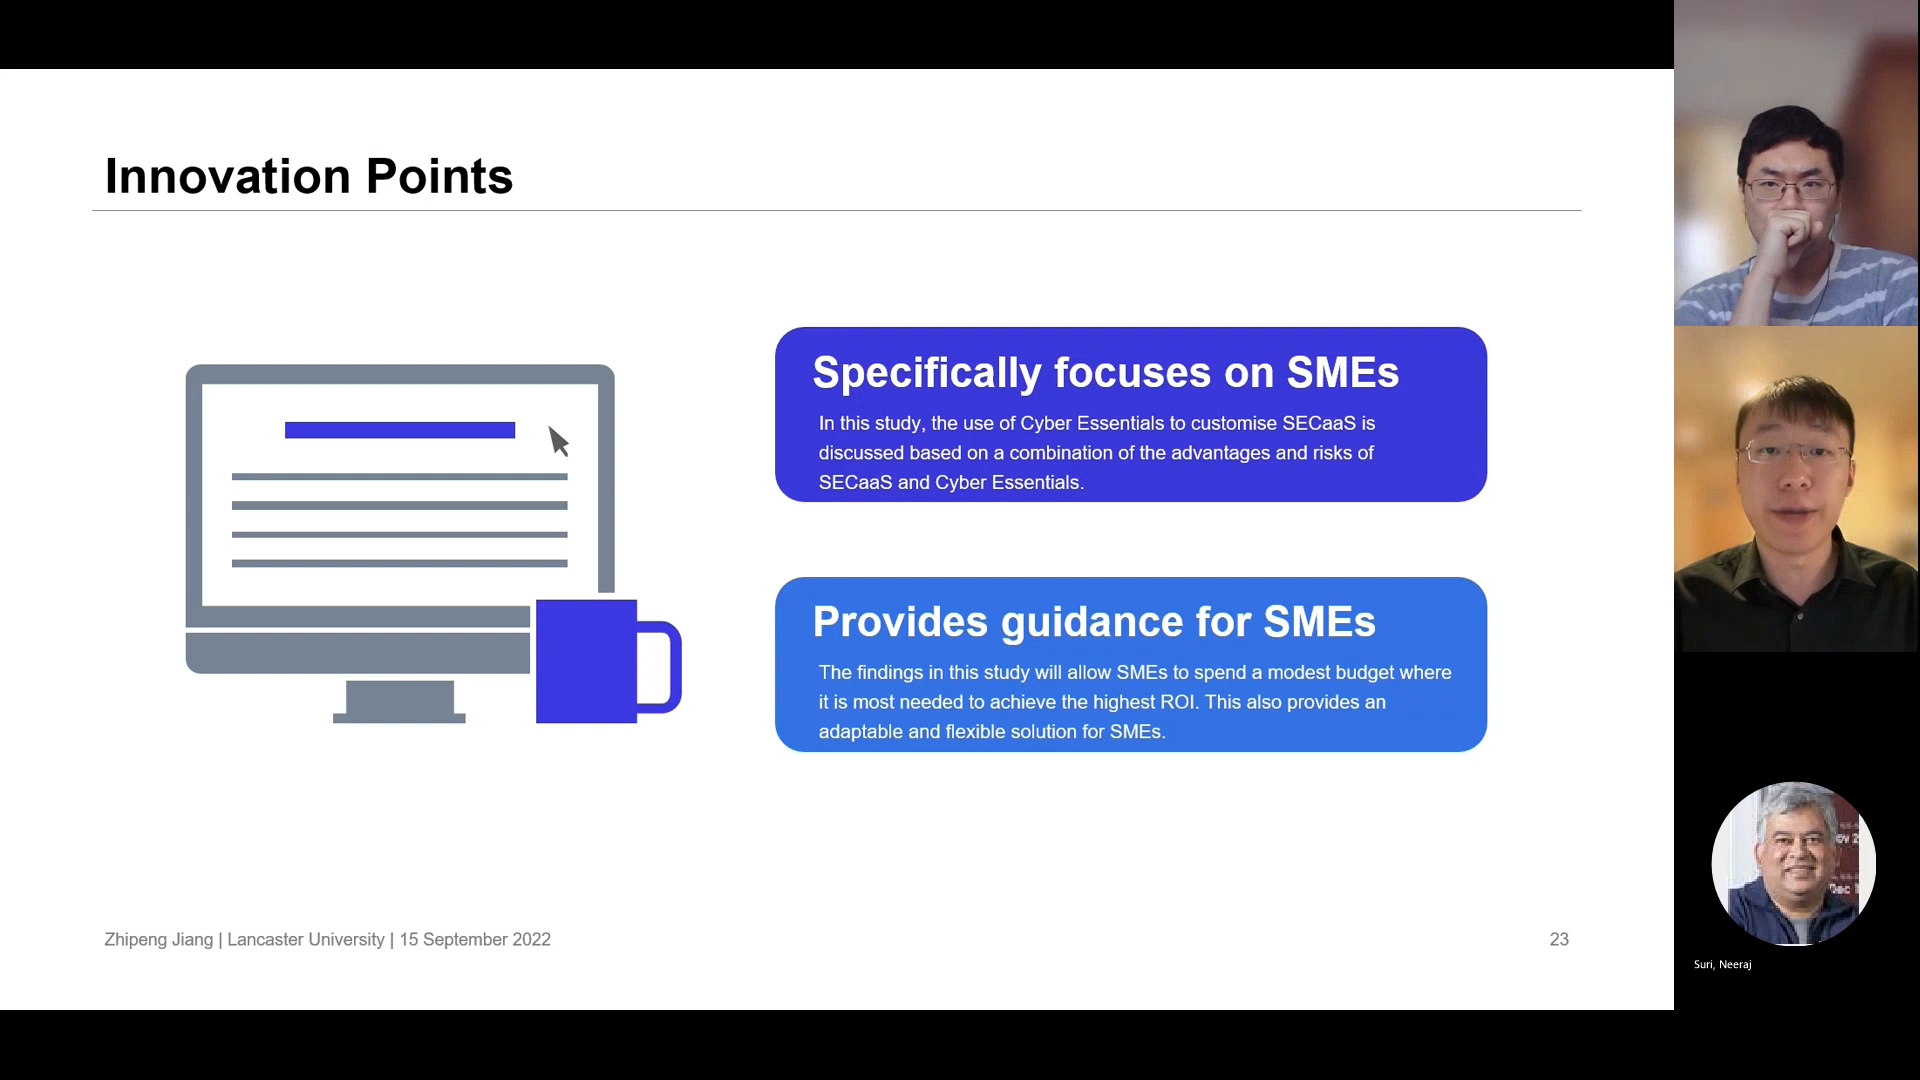 Innovation Points
Specifically focuses on SMEs
In this study, the use of Cyber Essentials to customise SECaaS is
discussed based on a combination of the advantages and risks of
SECaaS and Cyber Essentials.
Provides guidance for SMEs
The findings in this study will allow SMEs to spend a modest budget where
it is most needed to achieve the highest ROI. This also provides an
adaptable and flexible solution for SMEs.
Zhipeng Jiang | Lancaster University | 15 September 2022
23
Suri, Neeraj